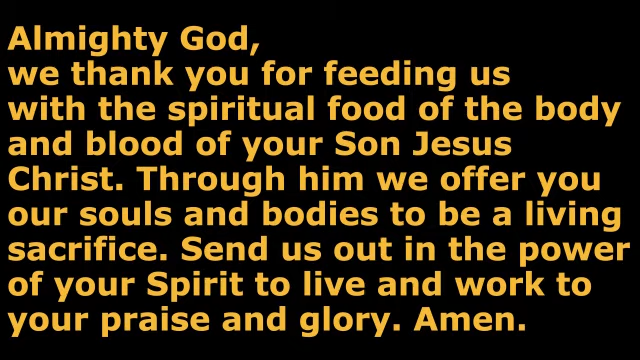 Almighty God,
we thank you for feeding us
with the spiritual food of the body
and blood of your Son Jesus
Christ. Through him we offer you
our souls and bodies to be a living
sacrifice. Send us out in the power
of your Spirit to live and work to
your praise and glory. Amen.